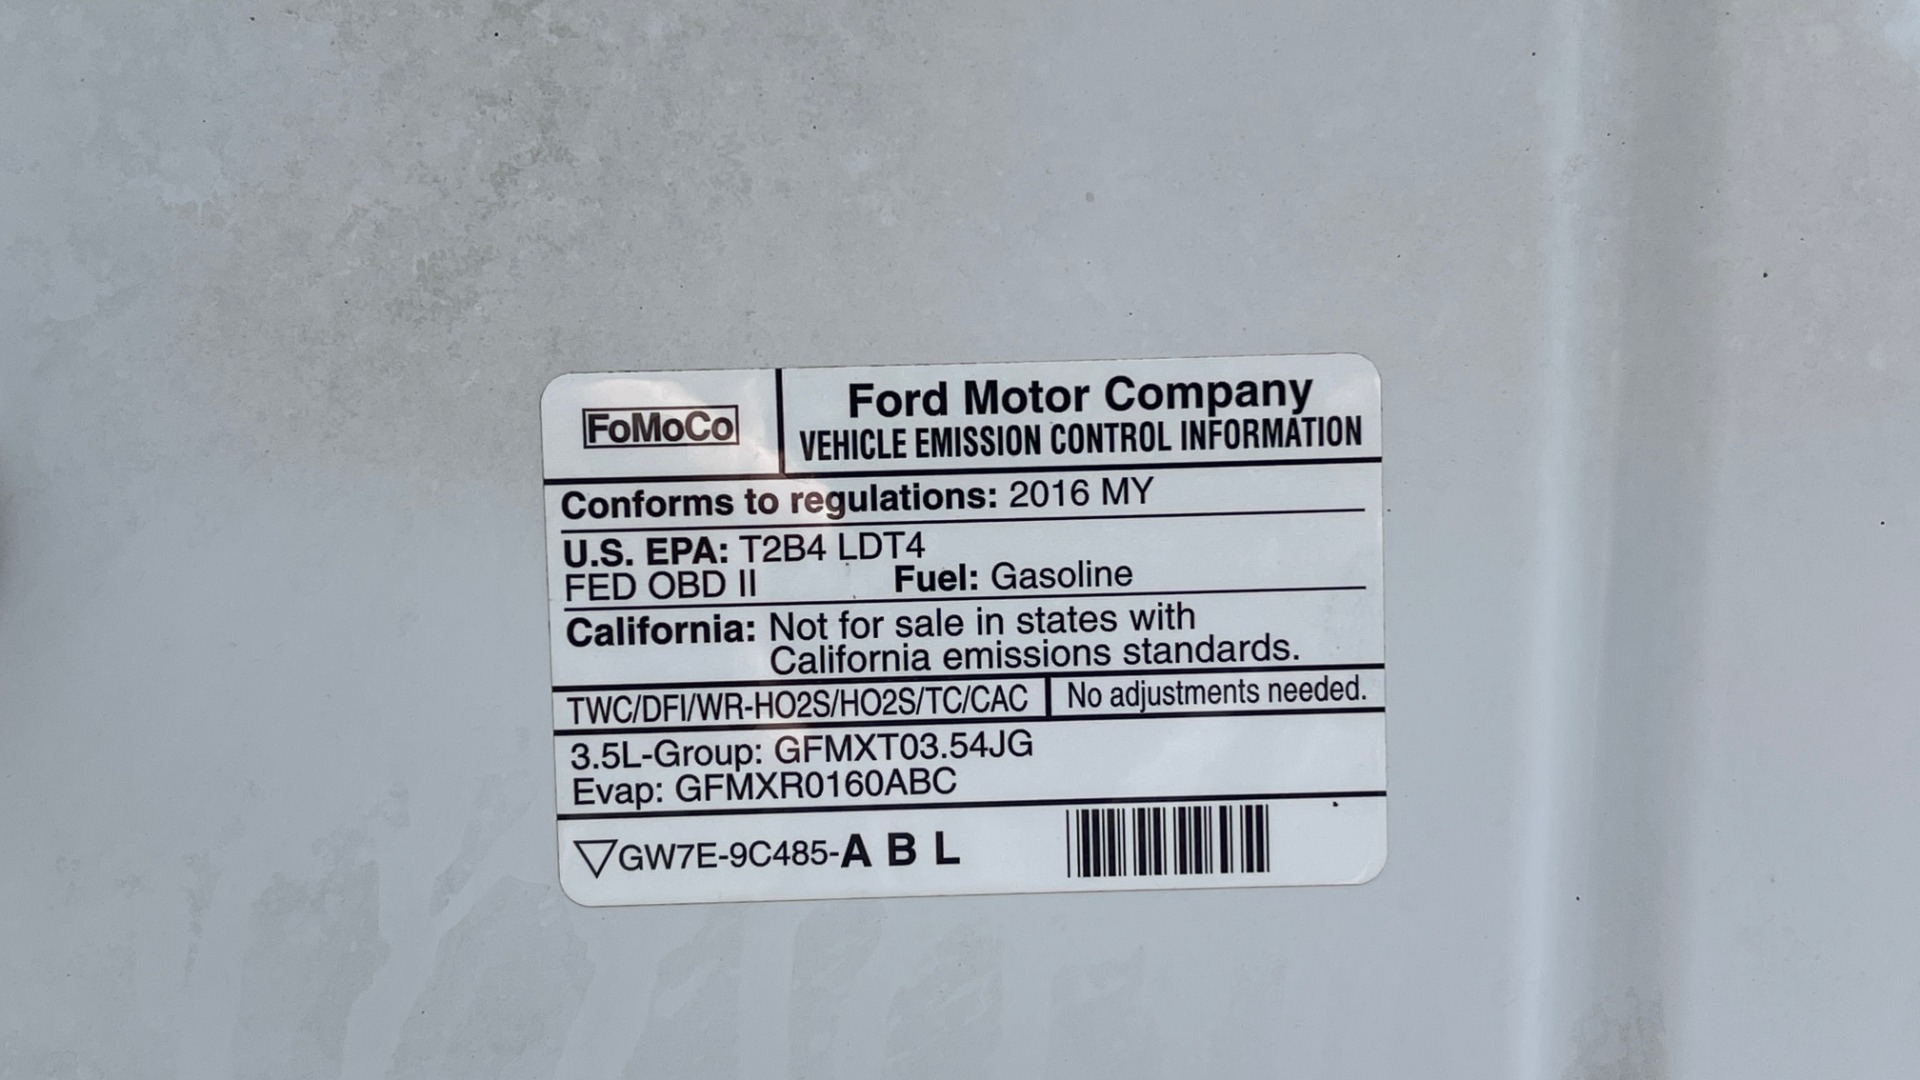 FoMoCo
Ford Motor Company
VEHICLE EMISSION CONTROL INFORMATION
Conforms to regulations: 2016 MY
U.S. EPA: T2B4 LDT4
FED OBD II Fuel: Gasoline
California: Not for sale in states with
California emissions standards.
TWC/DFI/WR-HO2S/HO2S/TC/CAC No adjustments needed.
3.5L-Group: GFMXT03.54JG
Evap: GFMXR0160ABC
GW7E-9C485-A B L